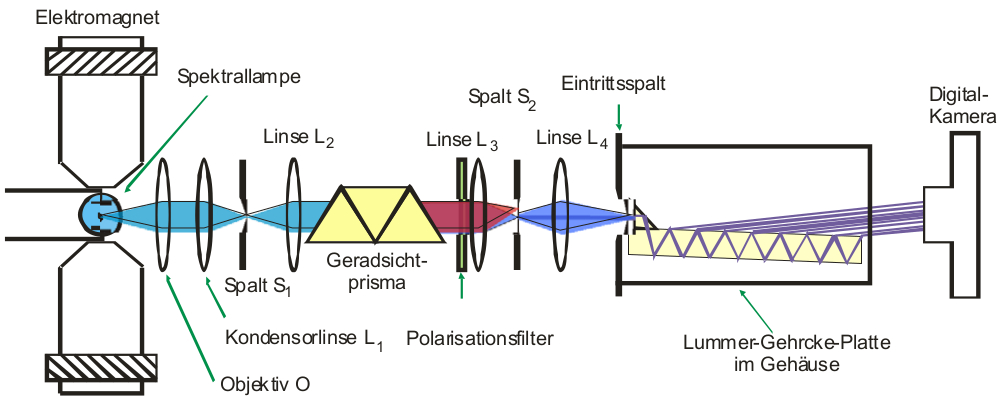 Elektromagnet
Spektrallampe
Linse L2
Linse L3
Spalt S2
Linse L4
Eintrittsspalt
Digital-
Kamera
Spalt S1
Geradsicht-
prisma
Kondensorlinse L1
Objektiv O
Polarisationsfilter
Lummer-Gehrcke-Platte
im Gehäuse